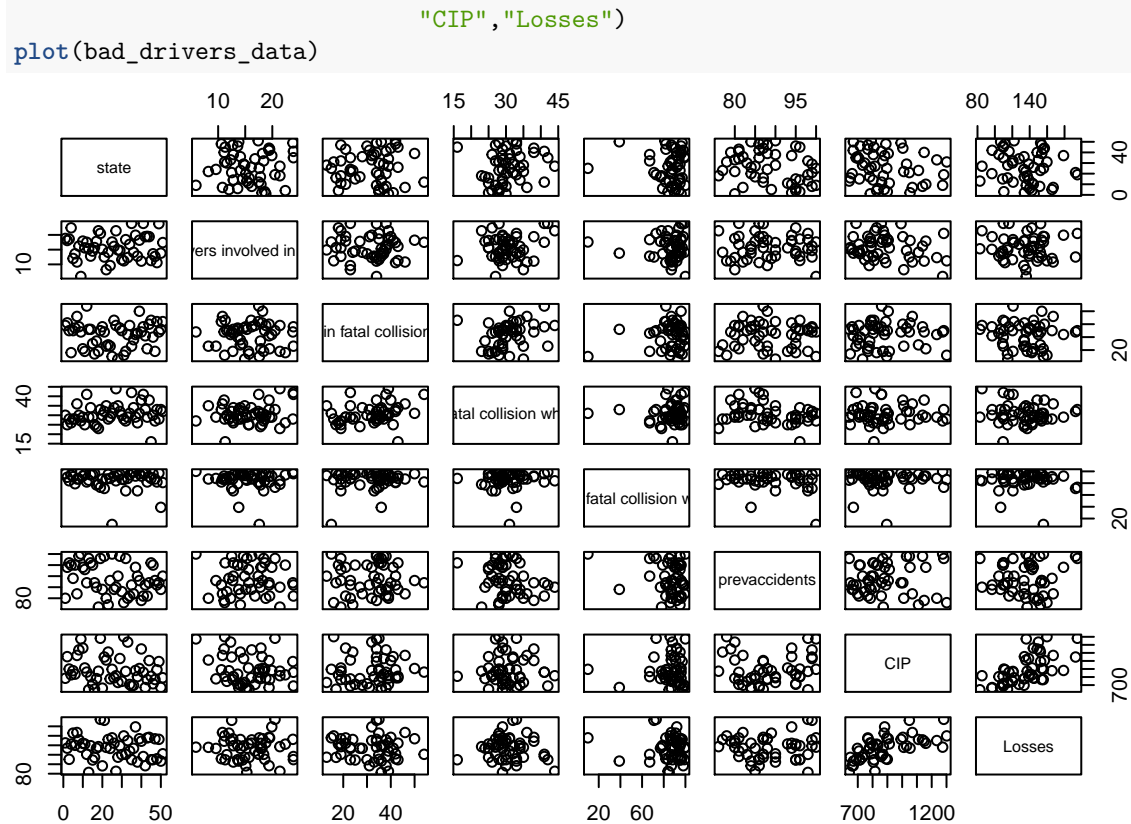 "CIP","Losses")
plot(bad_drivers_data)
10 20 15 30 45 80 95 80 140
state
0 40
10
vers involved in
in fatal collision
20
15 40
atal collision wh
fatal collision w
20
80
prevaccidents
CIP
700
80
Losses
0 20 50 20 40 20 60 700 1200